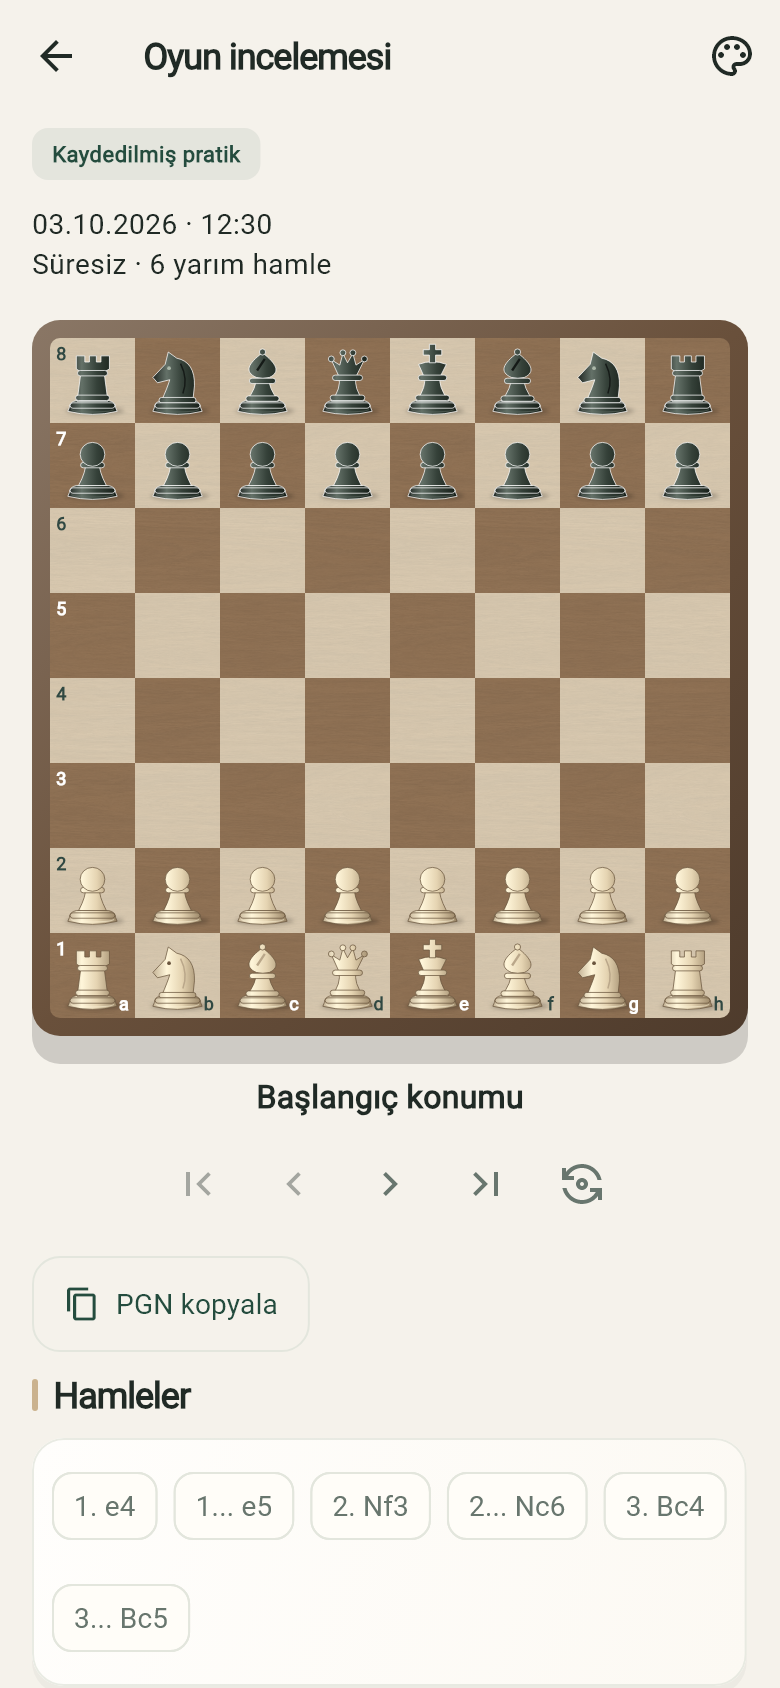 Oyun incelemesi
Kaydedilmiş pratik
03.10.2026 · 12:30
Süresiz · 6 yarım hamle
8
7
6
5
4
3
2
1
a b c d e f g h
Başlangıç konumu
PGN kopyala
Hamleler
1. e4 1... e5 2. Nf3 2... Nc6 3. Bc4
3... Bc5